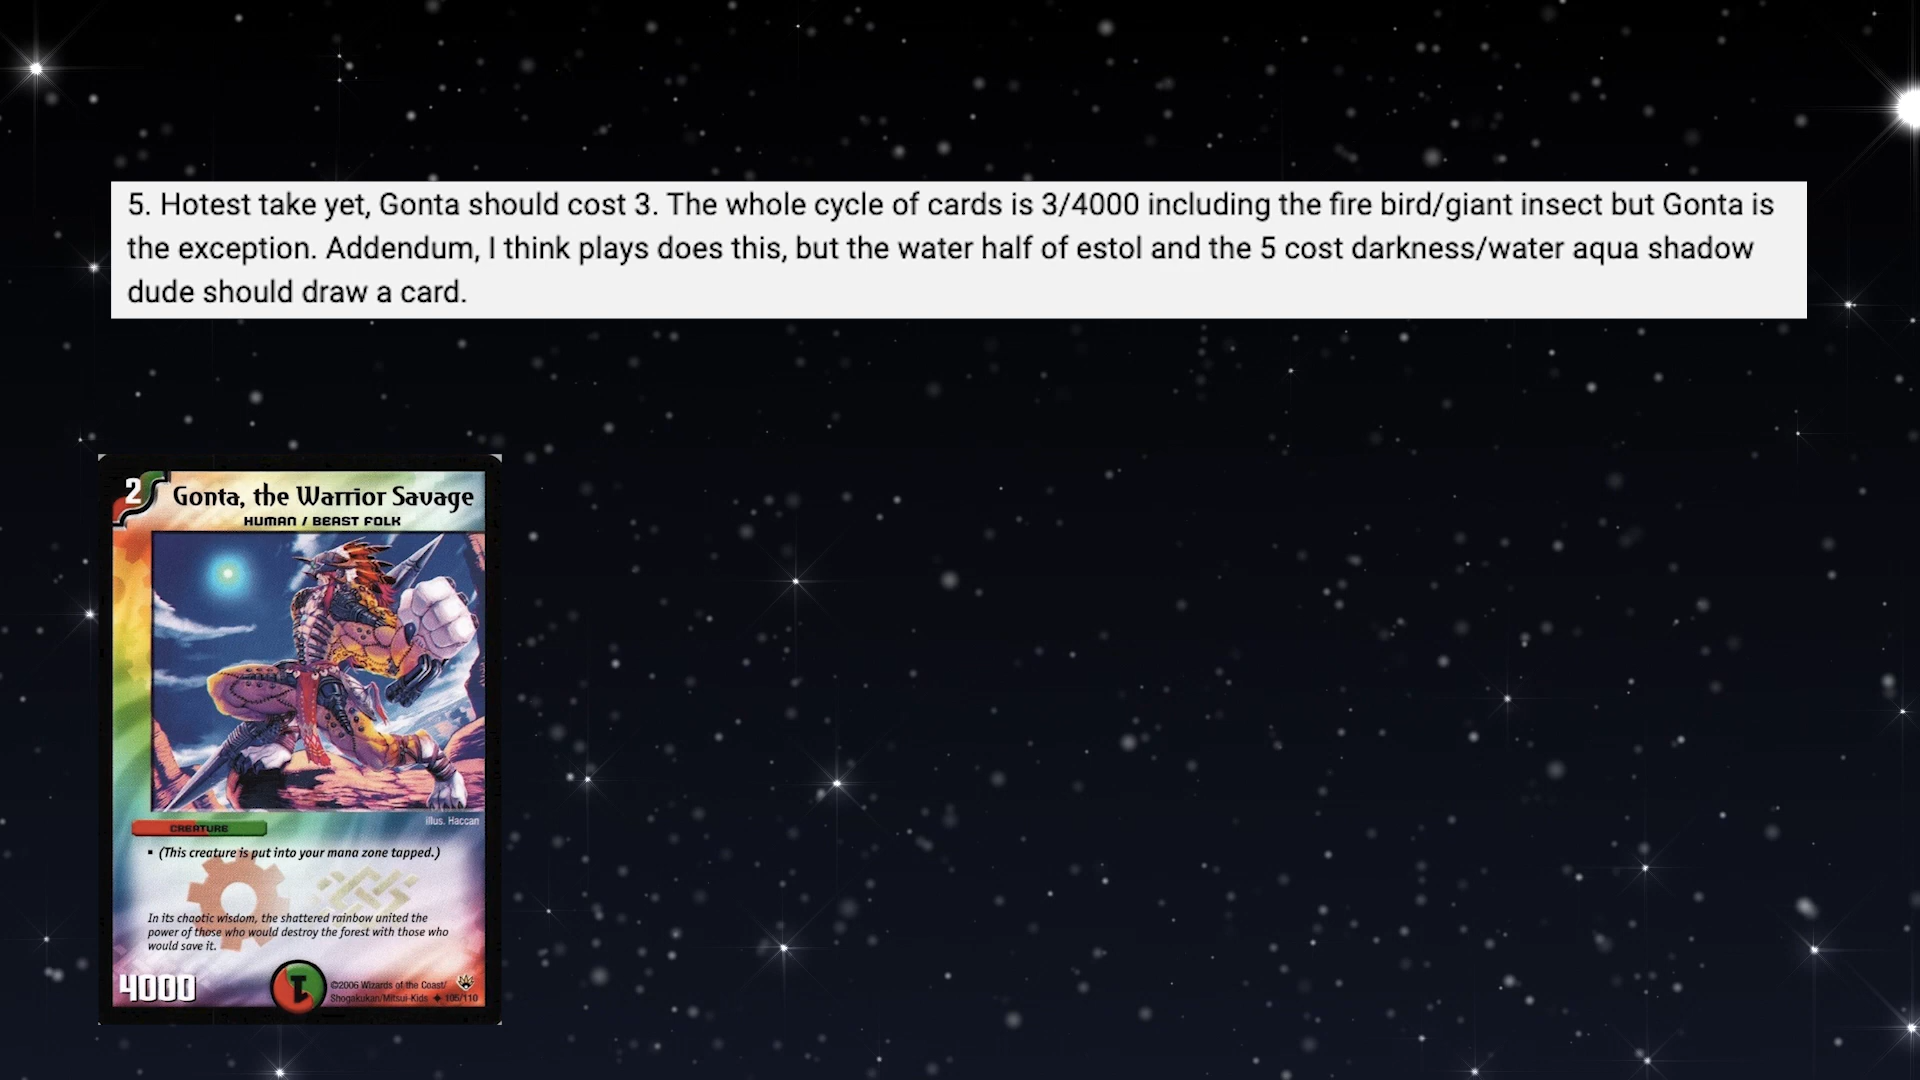 5. Hotest take yet, Gonta should cost 3. The whole cycle of cards is 3/4000 including the fire bird/giant insect but Gonta is
the exception. Addendum, I think plays does this, but the water half of estol and the 5 cost darkness/water aqua shadow
dude should draw a card.
2
Gonta, the Warrior Savage
HUMAN / BEAST FOLK
illus. Haccan
CREATURE
▪ (This creature is put into your mana zone tapped.)
In its chaotic wisdom, the shattered rainbow united the
power of those who would destroy the forest with those who
would save it.
4000
1
©2006 Wizards of the Coast/
Shogakukan/Mitsui-Kids ◆ 105/110